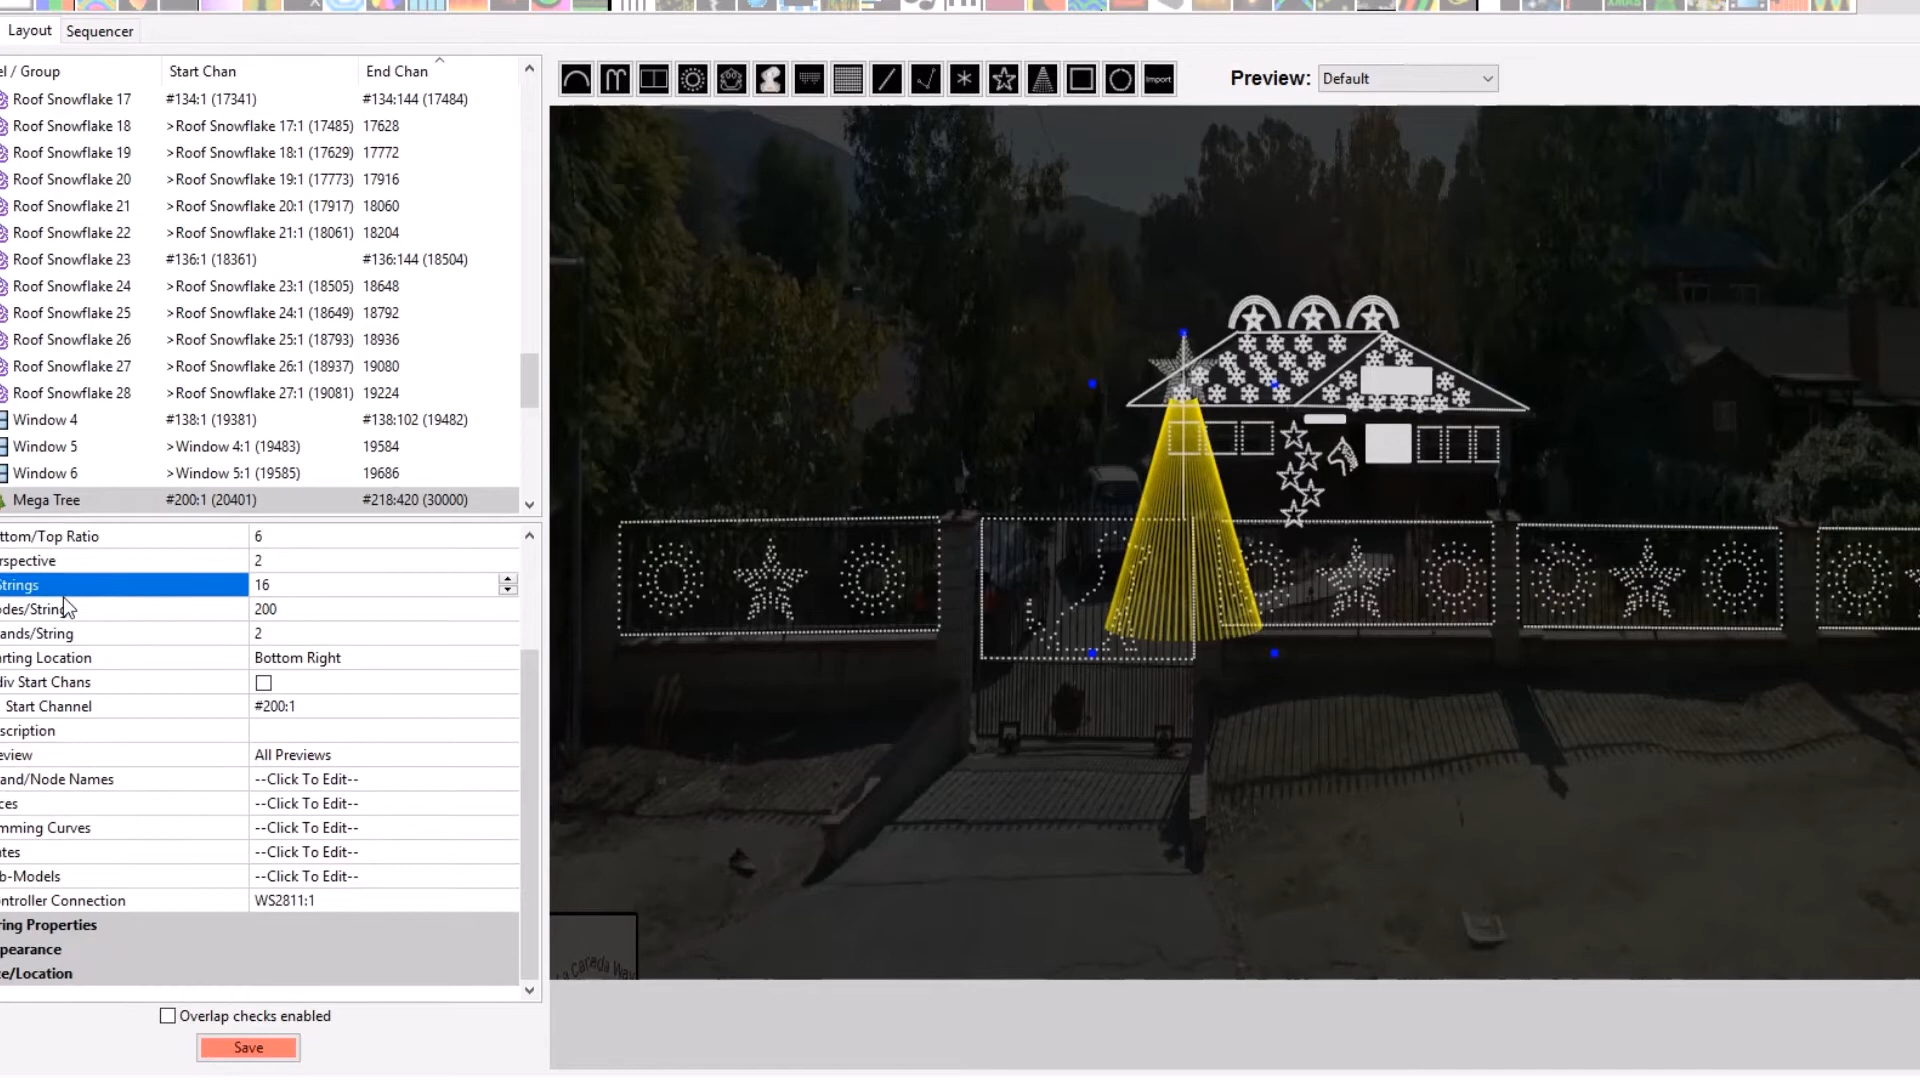 Layout Sequencer
el / Group Start Chan End Chan
Roof Snowflake 17 #134:1 (17341) #134:144 (17484)
Roof Snowflake 18 >Roof Snowflake 17:1 (17485) 17628
Roof Snowflake 19 >Roof Snowflake 18:1 (17629) 17772
Roof Snowflake 20 >Roof Snowflake 19:1 (17773) 17916
Roof Snowflake 21 >Roof Snowflake 20:1 (17917) 18060
Roof Snowflake 22 >Roof Snowflake 21:1 (18061) 18204
Roof Snowflake 23 #136:1 (18361) #136:144 (18504)
Roof Snowflake 24 >Roof Snowflake 23:1 (18505) 18648
Roof Snowflake 25 >Roof Snowflake 24:1 (18649) 18792
Roof Snowflake 26 >Roof Snowflake 25:1 (18793) 18936
Roof Snowflake 27 >Roof Snowflake 26:1 (18937) 19080
Roof Snowflake 28 >Roof Snowflake 27:1 (19081) 19224
Window 4 #138:1 (19381) #138:102 (19482)
Window 5 >Window 4:1 (19483) 19584
Window 6 >Window 5:1 (19585) 19686
Mega Tree #200:1 (20401) #218:420 (30000)
ttom/Top Ratio 6
rspective 2
Strings 16
odes/String 200
ands/String 2
arting Location Bottom Right
div Start Chans
Start Channel #200:1
scription
eview All Previews
and/Node Names --Click To Edit--
ces --Click To Edit--
mming Curves --Click To Edit--
ates --Click To Edit--
b-Models --Click To Edit--
ontroller Connection WS2811:1
ring Properties
pearance
ze/Location
Overlap checks enabled
Save
Import
Preview: Default